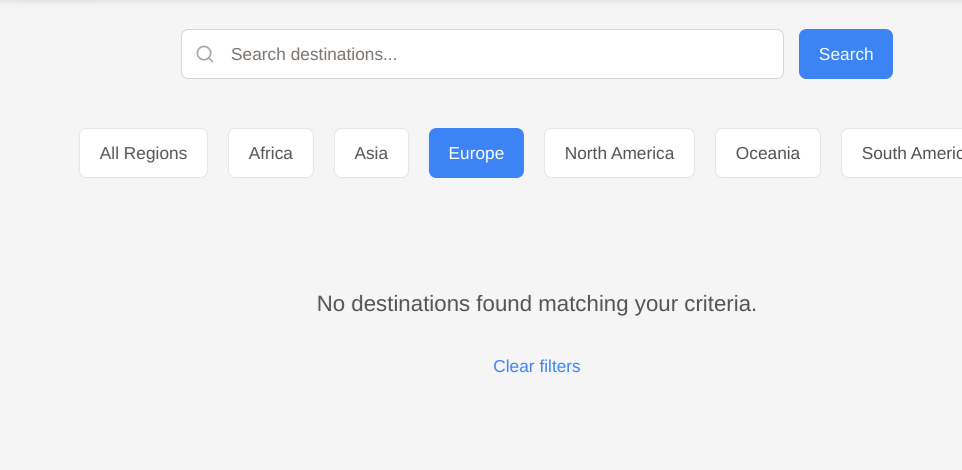 Search destinations...
Search
All Regions
Africa
Asia
Europe
North America
Oceania
South Americ
No destinations found matching your criteria.
Clear filters